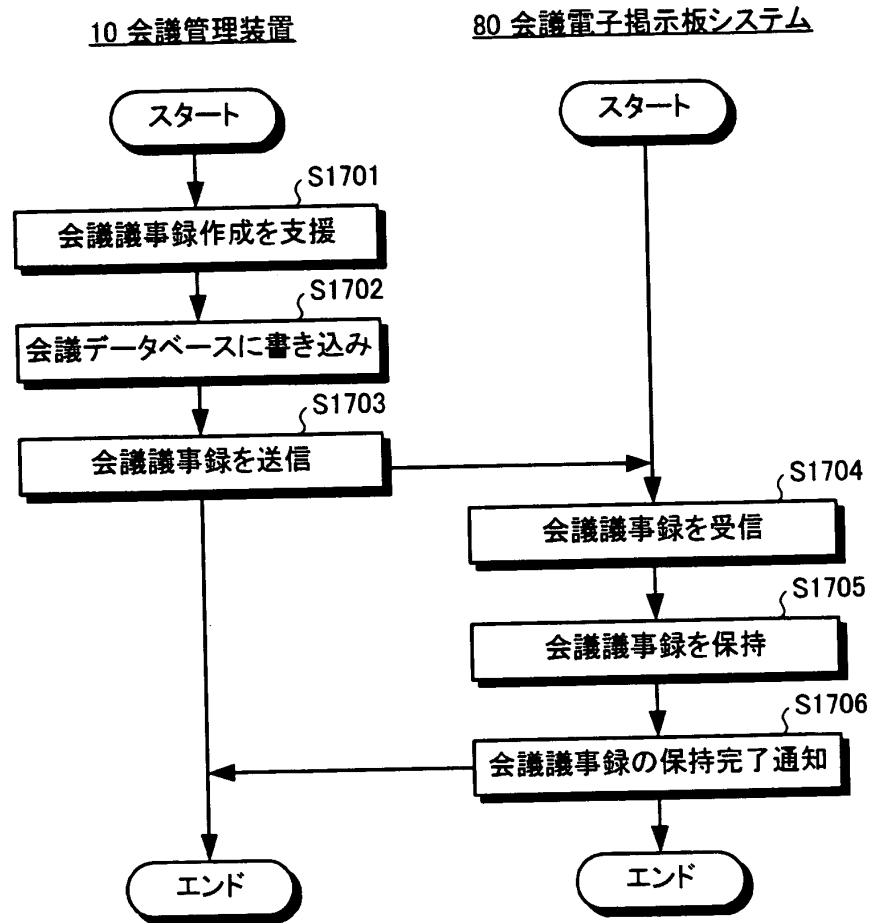 10 会議管理装置
80 会議電子掲示板システム
スタート
スタート
S1701
会議議事録作成を支援
S1702
会議データベースに書き込み
S1703
会議議事録を送信
S1704
会議議事録を受信
S1705
会議議事録を保持
S1706
会議議事録の保持完了通知
エンド
エンド